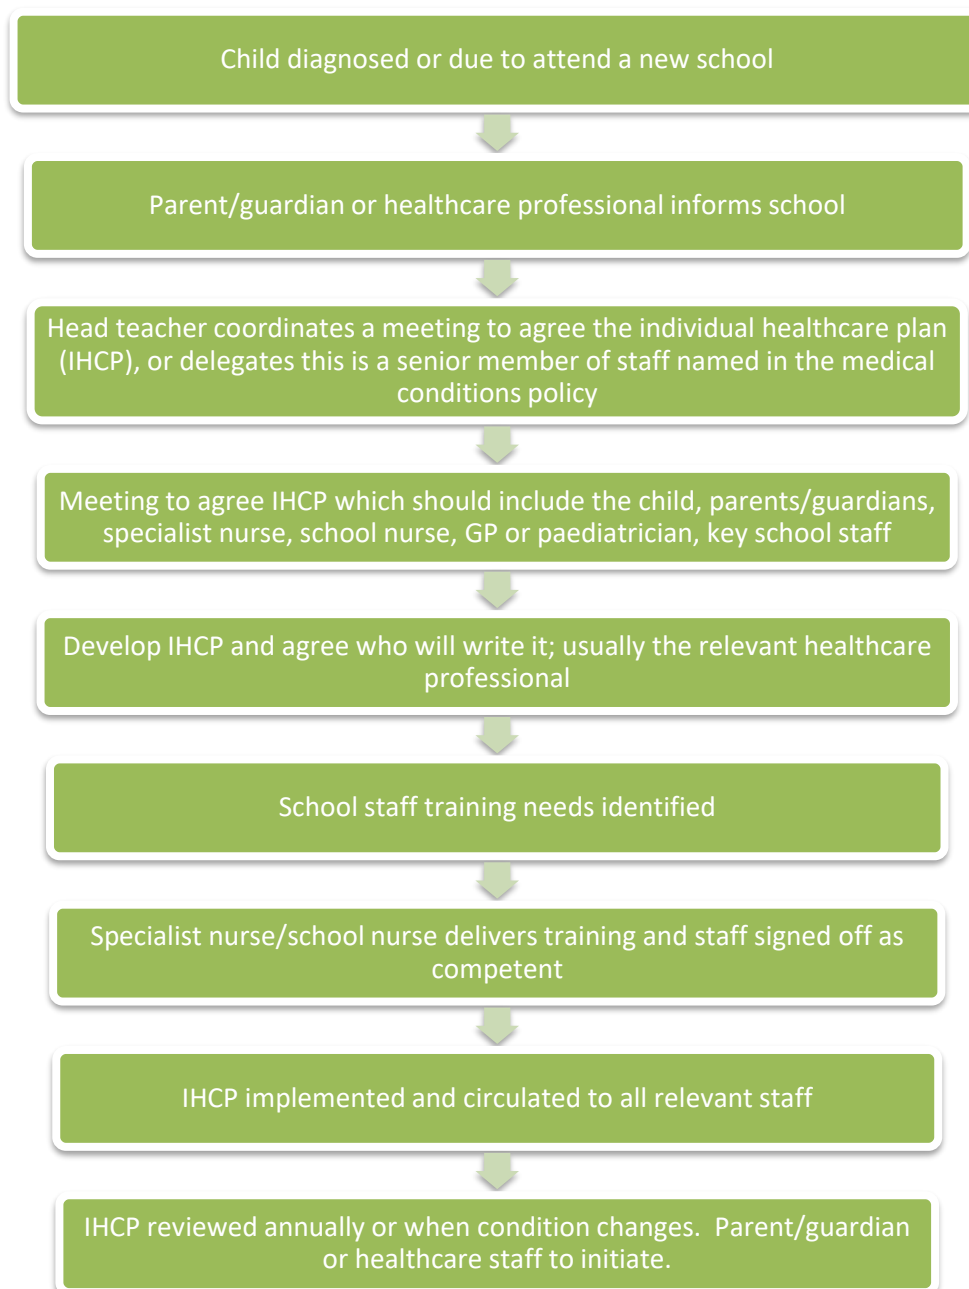 Child diagnosed or due to attend a new school
Parent/guardian or healthcare professional informs school
Head teacher coordinates a meeting to agree the individual healthcare plan
(IHCP), or delegates this is a senior member of staff named in the medical
conditions policy
Meeting to agree IHCP which should include the child, parents/guardians,
specialist nurse, school nurse, GP or paediatrician, key school staff
Develop IHCP and agree who will write it; usually the relevant healthcare
professional
School staff training needs identified
Specialist nurse/school nurse delivers training and staff signed off as
competent
IHCP implemented and circulated to all relevant staff
IHCP reviewed annually or when condition changes.  Parent/guardian
or healthcare staff to initiate.